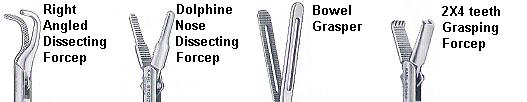 Right
Angled
Dissecting
Forcep
Dolphine
Nose
Dissecting
Forcep
Bowel
Grasper
2X4 teeth
Grasping
Forcep